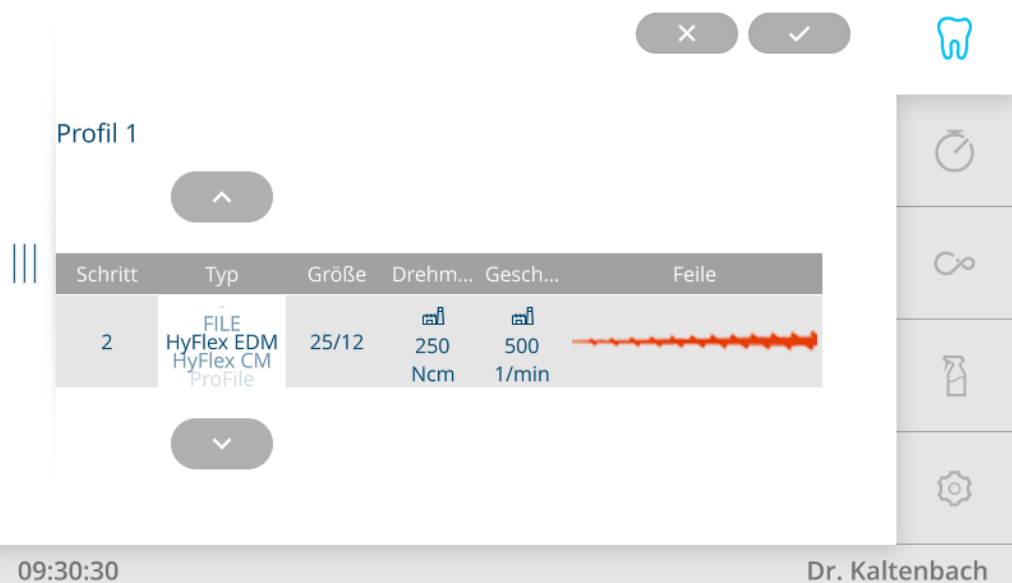 Profil 1
Schritt Typ Größe Drehm... Gesch... Feile
-
FILE
HyFlex EDM
HyFlex CM
ProFile
2
25/12
250
Ncm
500
1/min
09:30:30
Dr. Kaltenbach